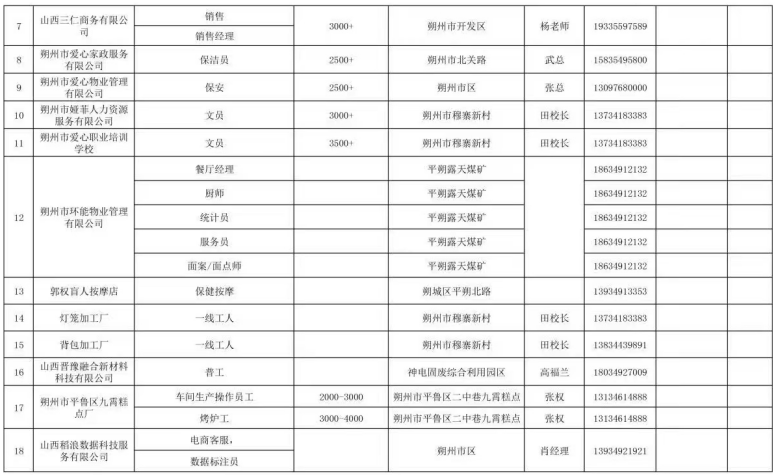 7 山西三仁商务有限公司 销售 3000+ 朔州市开发区 杨老师 19335597589
销售经理
8 朔州市爱心家政服务有限公司 保洁员 2500+ 朔州市北关路 武总 15835495800
9 朔州市爱心物业管理有限公司 保安 2500+ 朔州市区 张总 13097680000
10 朔州市娅菲人力资源服务有限公司 文员 3000+ 朔州市穆寨新村 田校长 13734183383
11 朔州市爱心职业培训学校 文员 3500+ 朔州市穆寨新村 田校长 13734183383
12 朔州市环能物业管理有限公司 餐厅经理 平朔露天煤矿 18634912132
厨师 平朔露天煤矿 18634912132
统计员 平朔露天煤矿 18634912132
服务员 平朔露天煤矿 18634912132
面案/面点师 平朔露天煤矿 18634912132
13 郭权盲人按摩店 保健按摩 朔城区平朔北路 13934913353
14 灯笼加工厂 一线工人 朔州市穆寨新村 田校长 13734183383
15 背包加工厂 一线工人 朔州市穆寨新村 田校长 13834439891
16 山西晋豫融合新材料科技有限公司 普工 神电固废综合利用园区 高福兰 18034927009
17 朔州市平鲁区九霄糕点厂 车间生产操作员工 2000-3000 朔州市平鲁区二中巷九霄糕点 张权 13134614888
烤炉工 3000-4000 朔州市平鲁区二中巷九霄糕点 张权 13134614888
18 山西稻浪数据科技服务有限公司 电商客服， 朔州市区 肖经理 13934921921
数据标注员